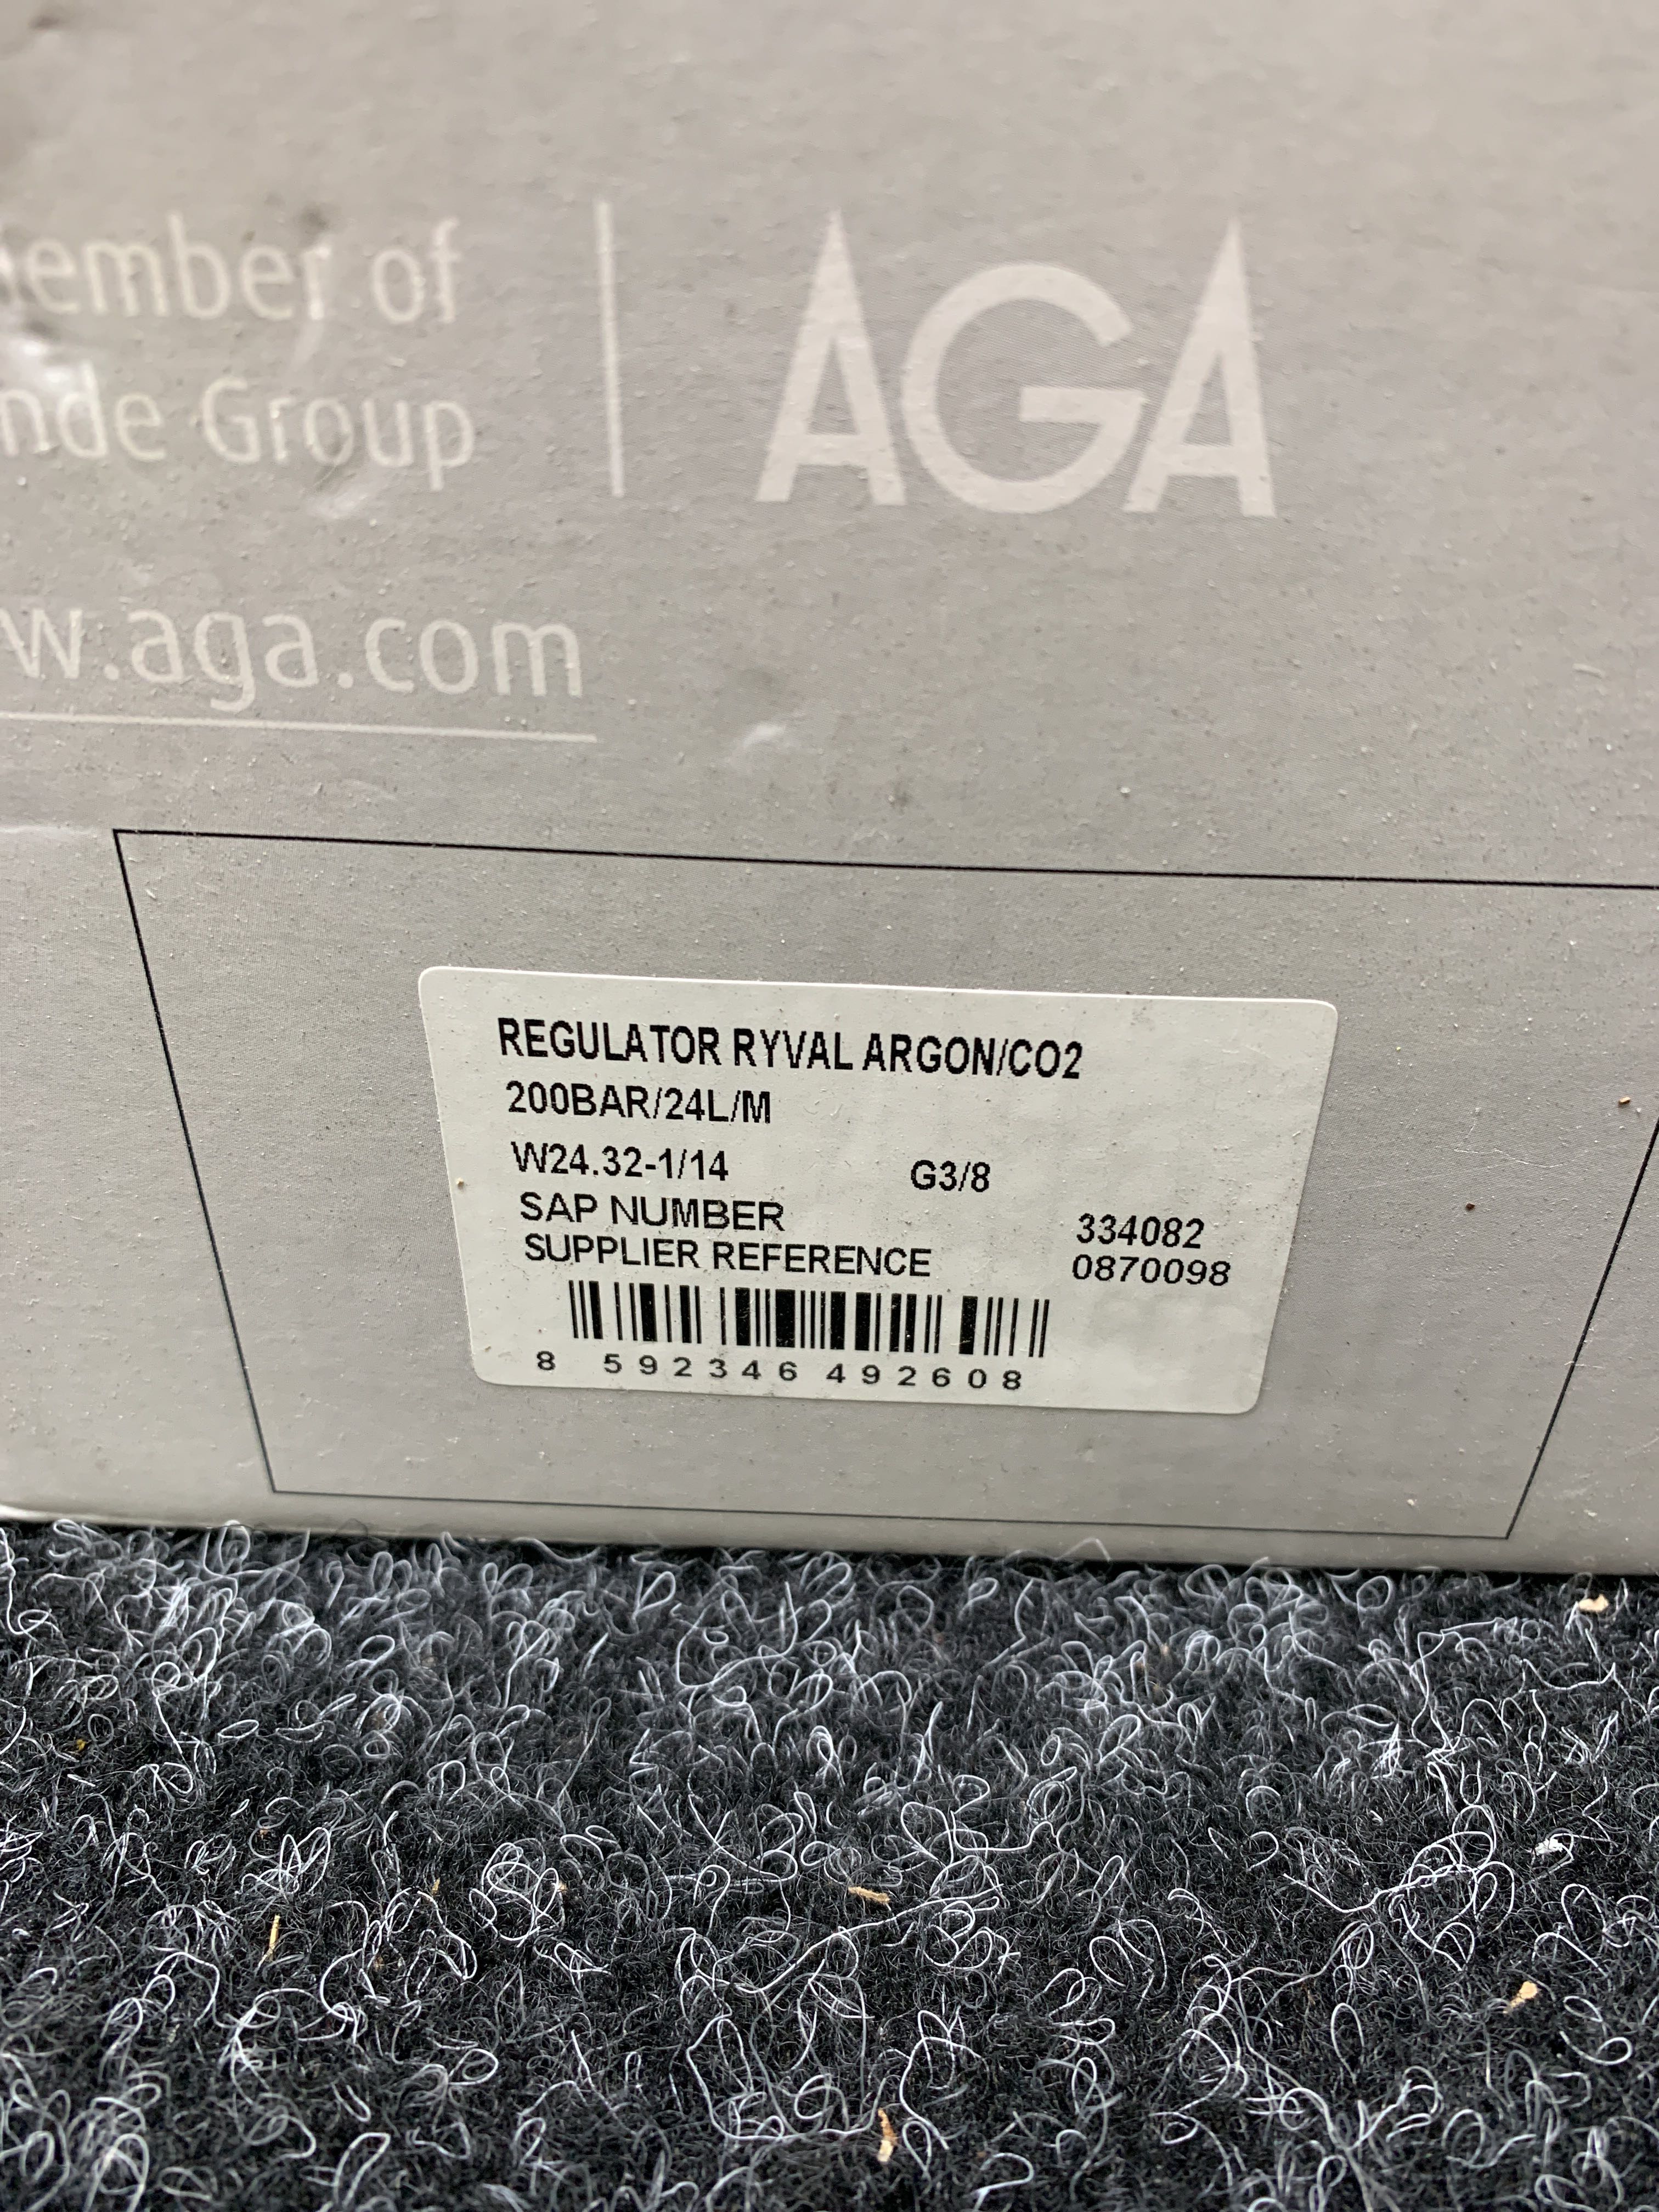 ember of
nde Group
AGA
w.aga.com
REGULATOR RYVAL ARGON/CO2
200BAR/24L/M
W24.32-1/14 G3/8
SAP NUMBER 334082
SUPPLIER REFERENCE 0870098
8 592346 492608